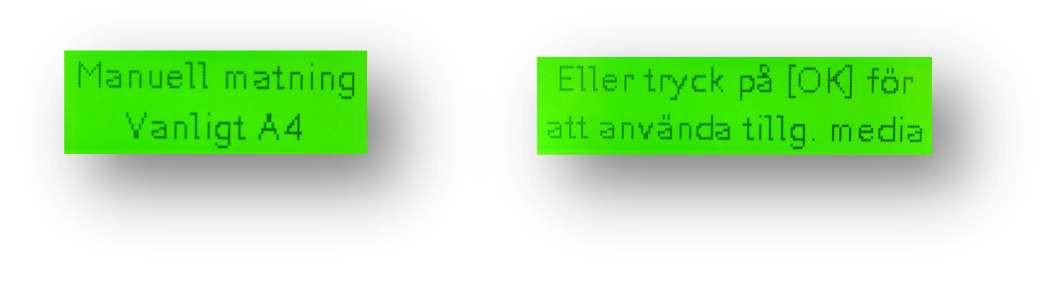 Manuell matning
Vanligt A4
Eller tryck på [OK] för
att använda tillg. media